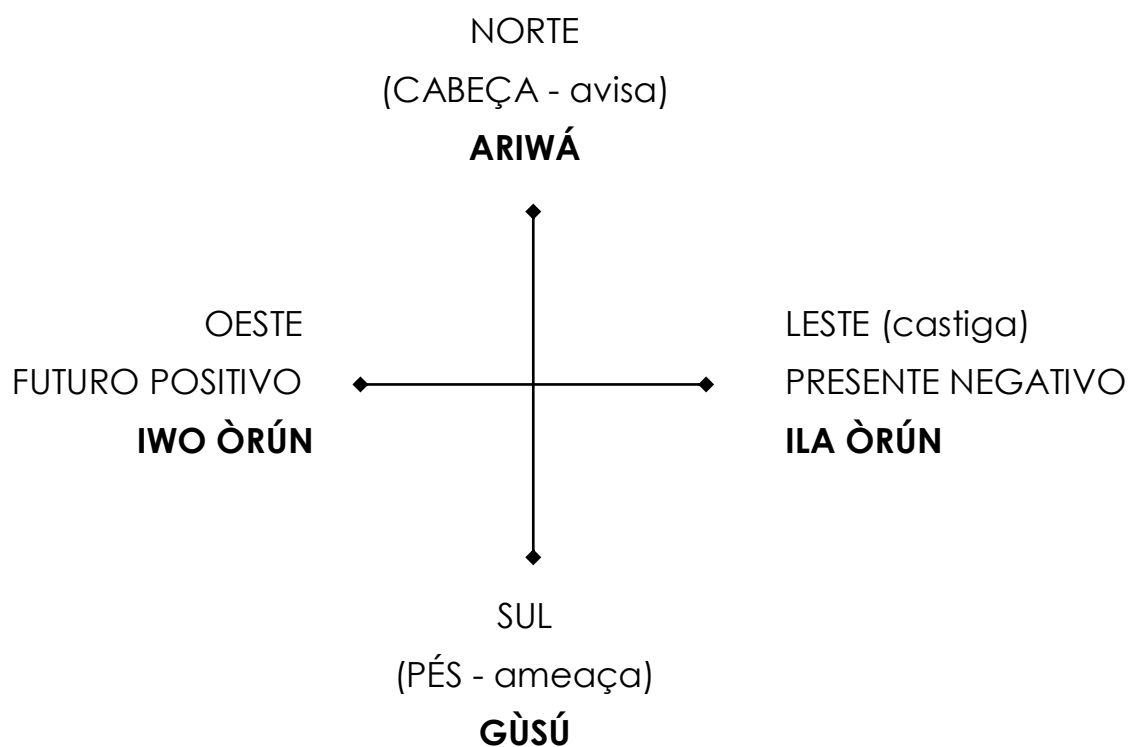 NORTE
(CABEÇA - avisa)
ARIWÁ
OESTE
FUTURO POSITIVO
IWO ÒRÚN
LESTE (castiga)
PRESENTE NEGATIVO
ILA ÒRÚN
SUL
(PÉS - ameaça)
GÙSÚ